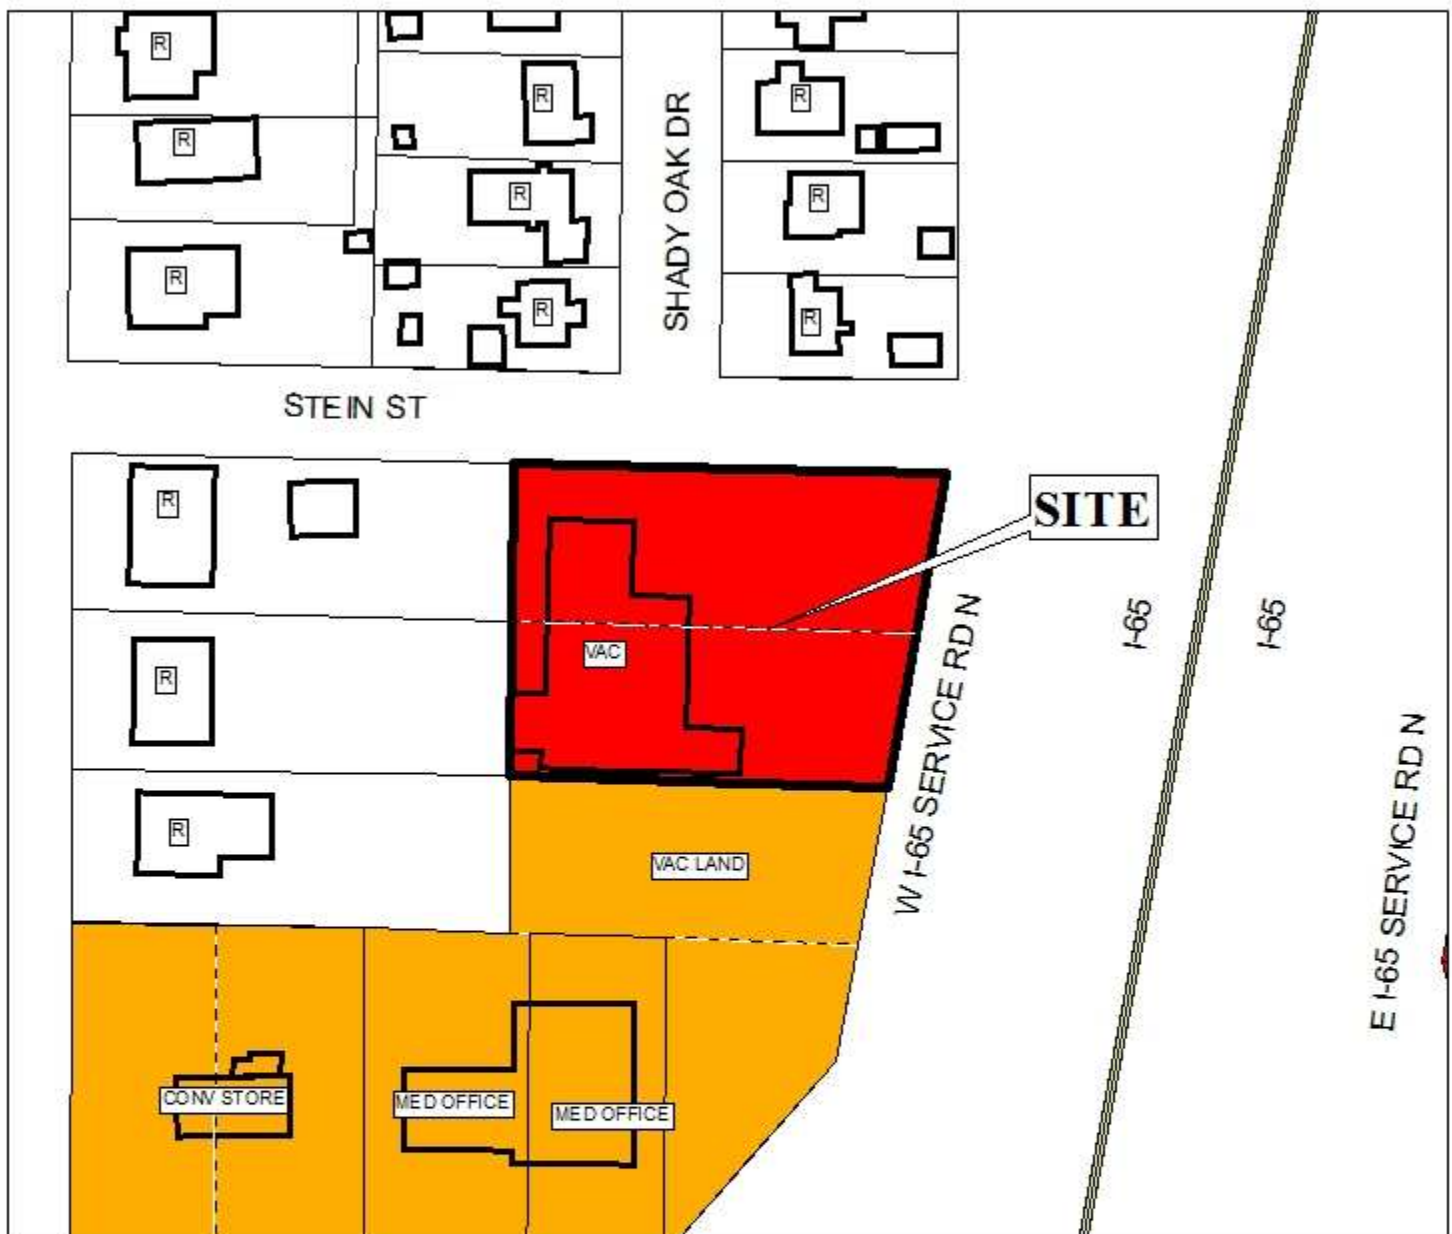 R
R
R
R
R
R
SHADY OAK DR
R
R
R
R
STEIN ST
R
SITE
R
VAC
I-65
I-65
W I-65 SERVICE RD N
E I-65 SERVICE RD N
R
VAC LAND
CONV STORE
MED OFFICE
MED OFFICE